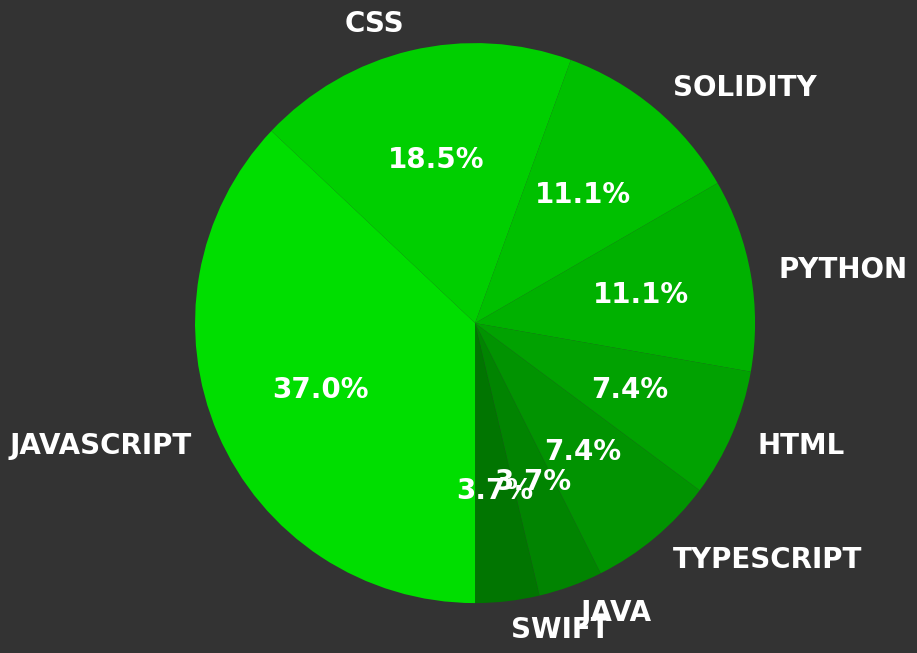 CSS
SOLIDITY
18.5%
11.1%
PYTHON
11.1%
37.0%
7.4%
JAVASCRIPT
HTML
7.4%
3.7%
3.7%
TYPESCRIPT
JAVA
SWIFT